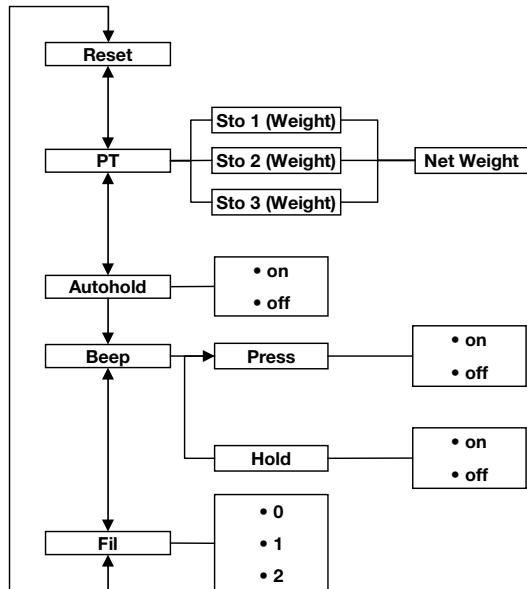 Reset
Sto 1 (Weight)
PT
Sto 2 (Weight)
Net Weight
Sto 3 (Weight)
Autohold
• on
• off
Beep
Press
• on
• off
Hold
• on
• off
Fil
• 0
• 1
• 2